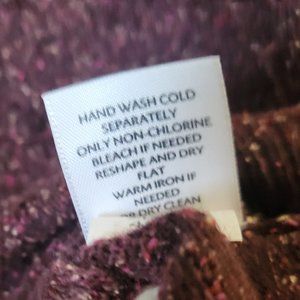 HAND WASH COLD
SEPARATELY
ONLY NON-CHLORINE
BLEACH IF NEEDED
RESHAPE AND DRY
FLAT
WARM IRON IF
NEEDED
OR DRY CLEAN